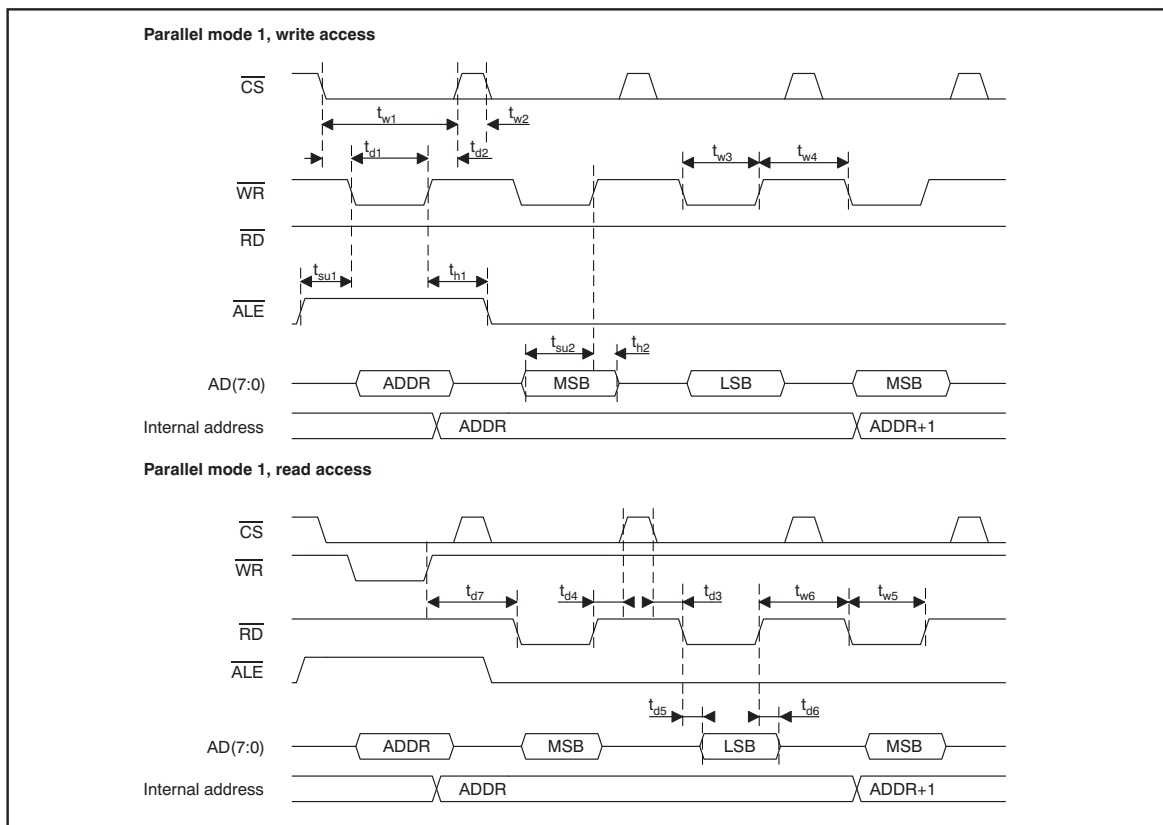 Parallel mode 1, write access
CS
tw1
tw2
td1
td2
tw3
tw4
WR
RD
tsu1
th1
ALE
tsu2
th2
AD(7:0)
ADDR
MSB
LSB
MSB
Internal address
ADDR
ADDR+1
Parallel mode 1, read access
CS
WR
td7
td4
td3
tw6
tw5
RD
ALE
td5
td6
AD(7:0)
ADDR
MSB
LSB
MSB
Internal address
ADDR
ADDR+1